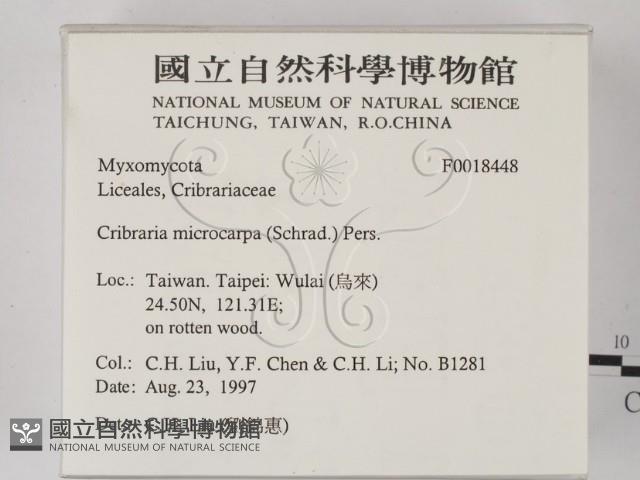 國立自然科學博物館
NATIONAL MUSEUM OF NATURAL SCIENCE
TAICHUNG, TAIWAN, R.O.CHINA
Myxomycota F0018448
Liceales, Cribrariaceae
Cribraria microcarpa (Schrad.) Pers.
Loc.: Taiwan. Taipei: Wulai (烏來)
24.50N, 121.31E;
on rotten wood.
Col.: C.H. Liu, Y.F. Chen & C.H. Li; No. B1281
Date: Aug. 23, 1997
惠)
國立自然科學博物館
NATIONAL MUSEUM OF NATURAL SCIENCE
10
C